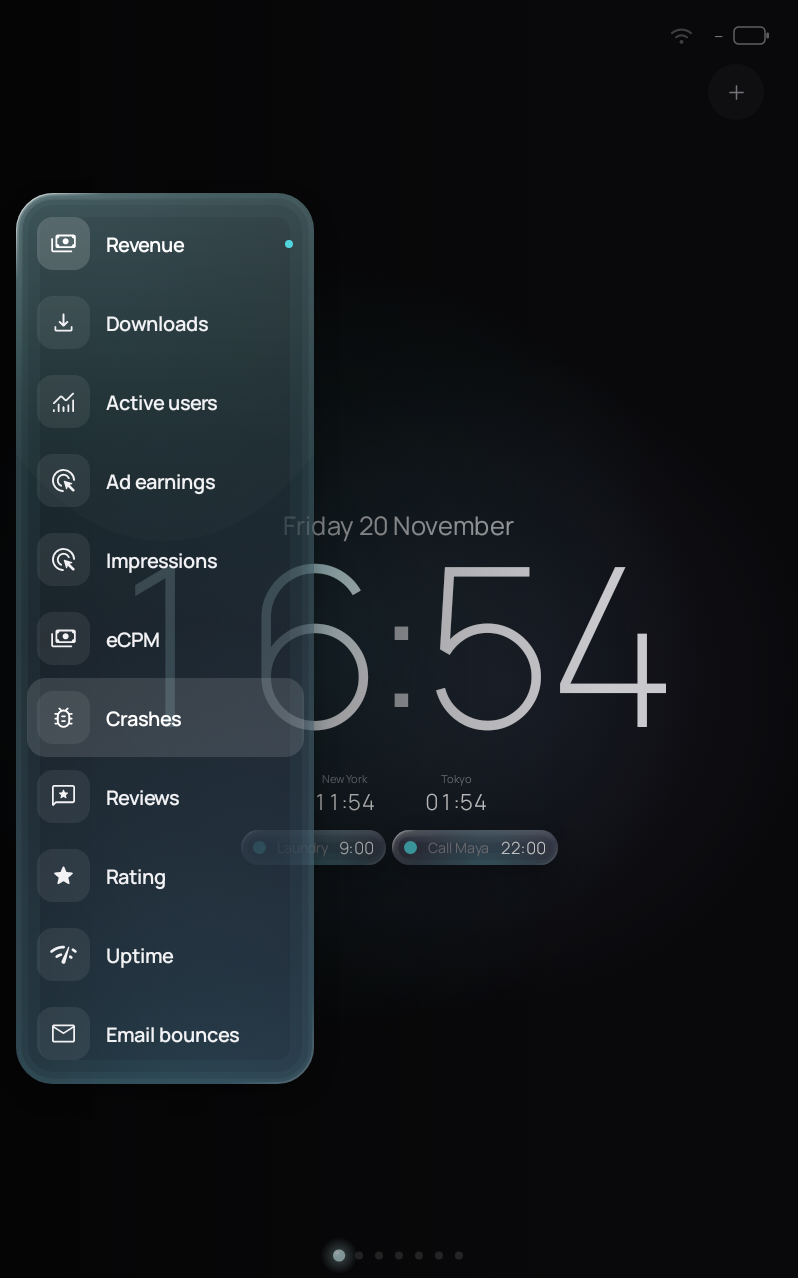 Revenue
Downloads
Active users
Ad earnings
Friday 20 November
Impressions
16:54
eCPM
Crashes
New York
Tokyo
Reviews
11:54
01:54
Laundry 9:00
Call Maya 22:00
Rating
Uptime
Email bounces